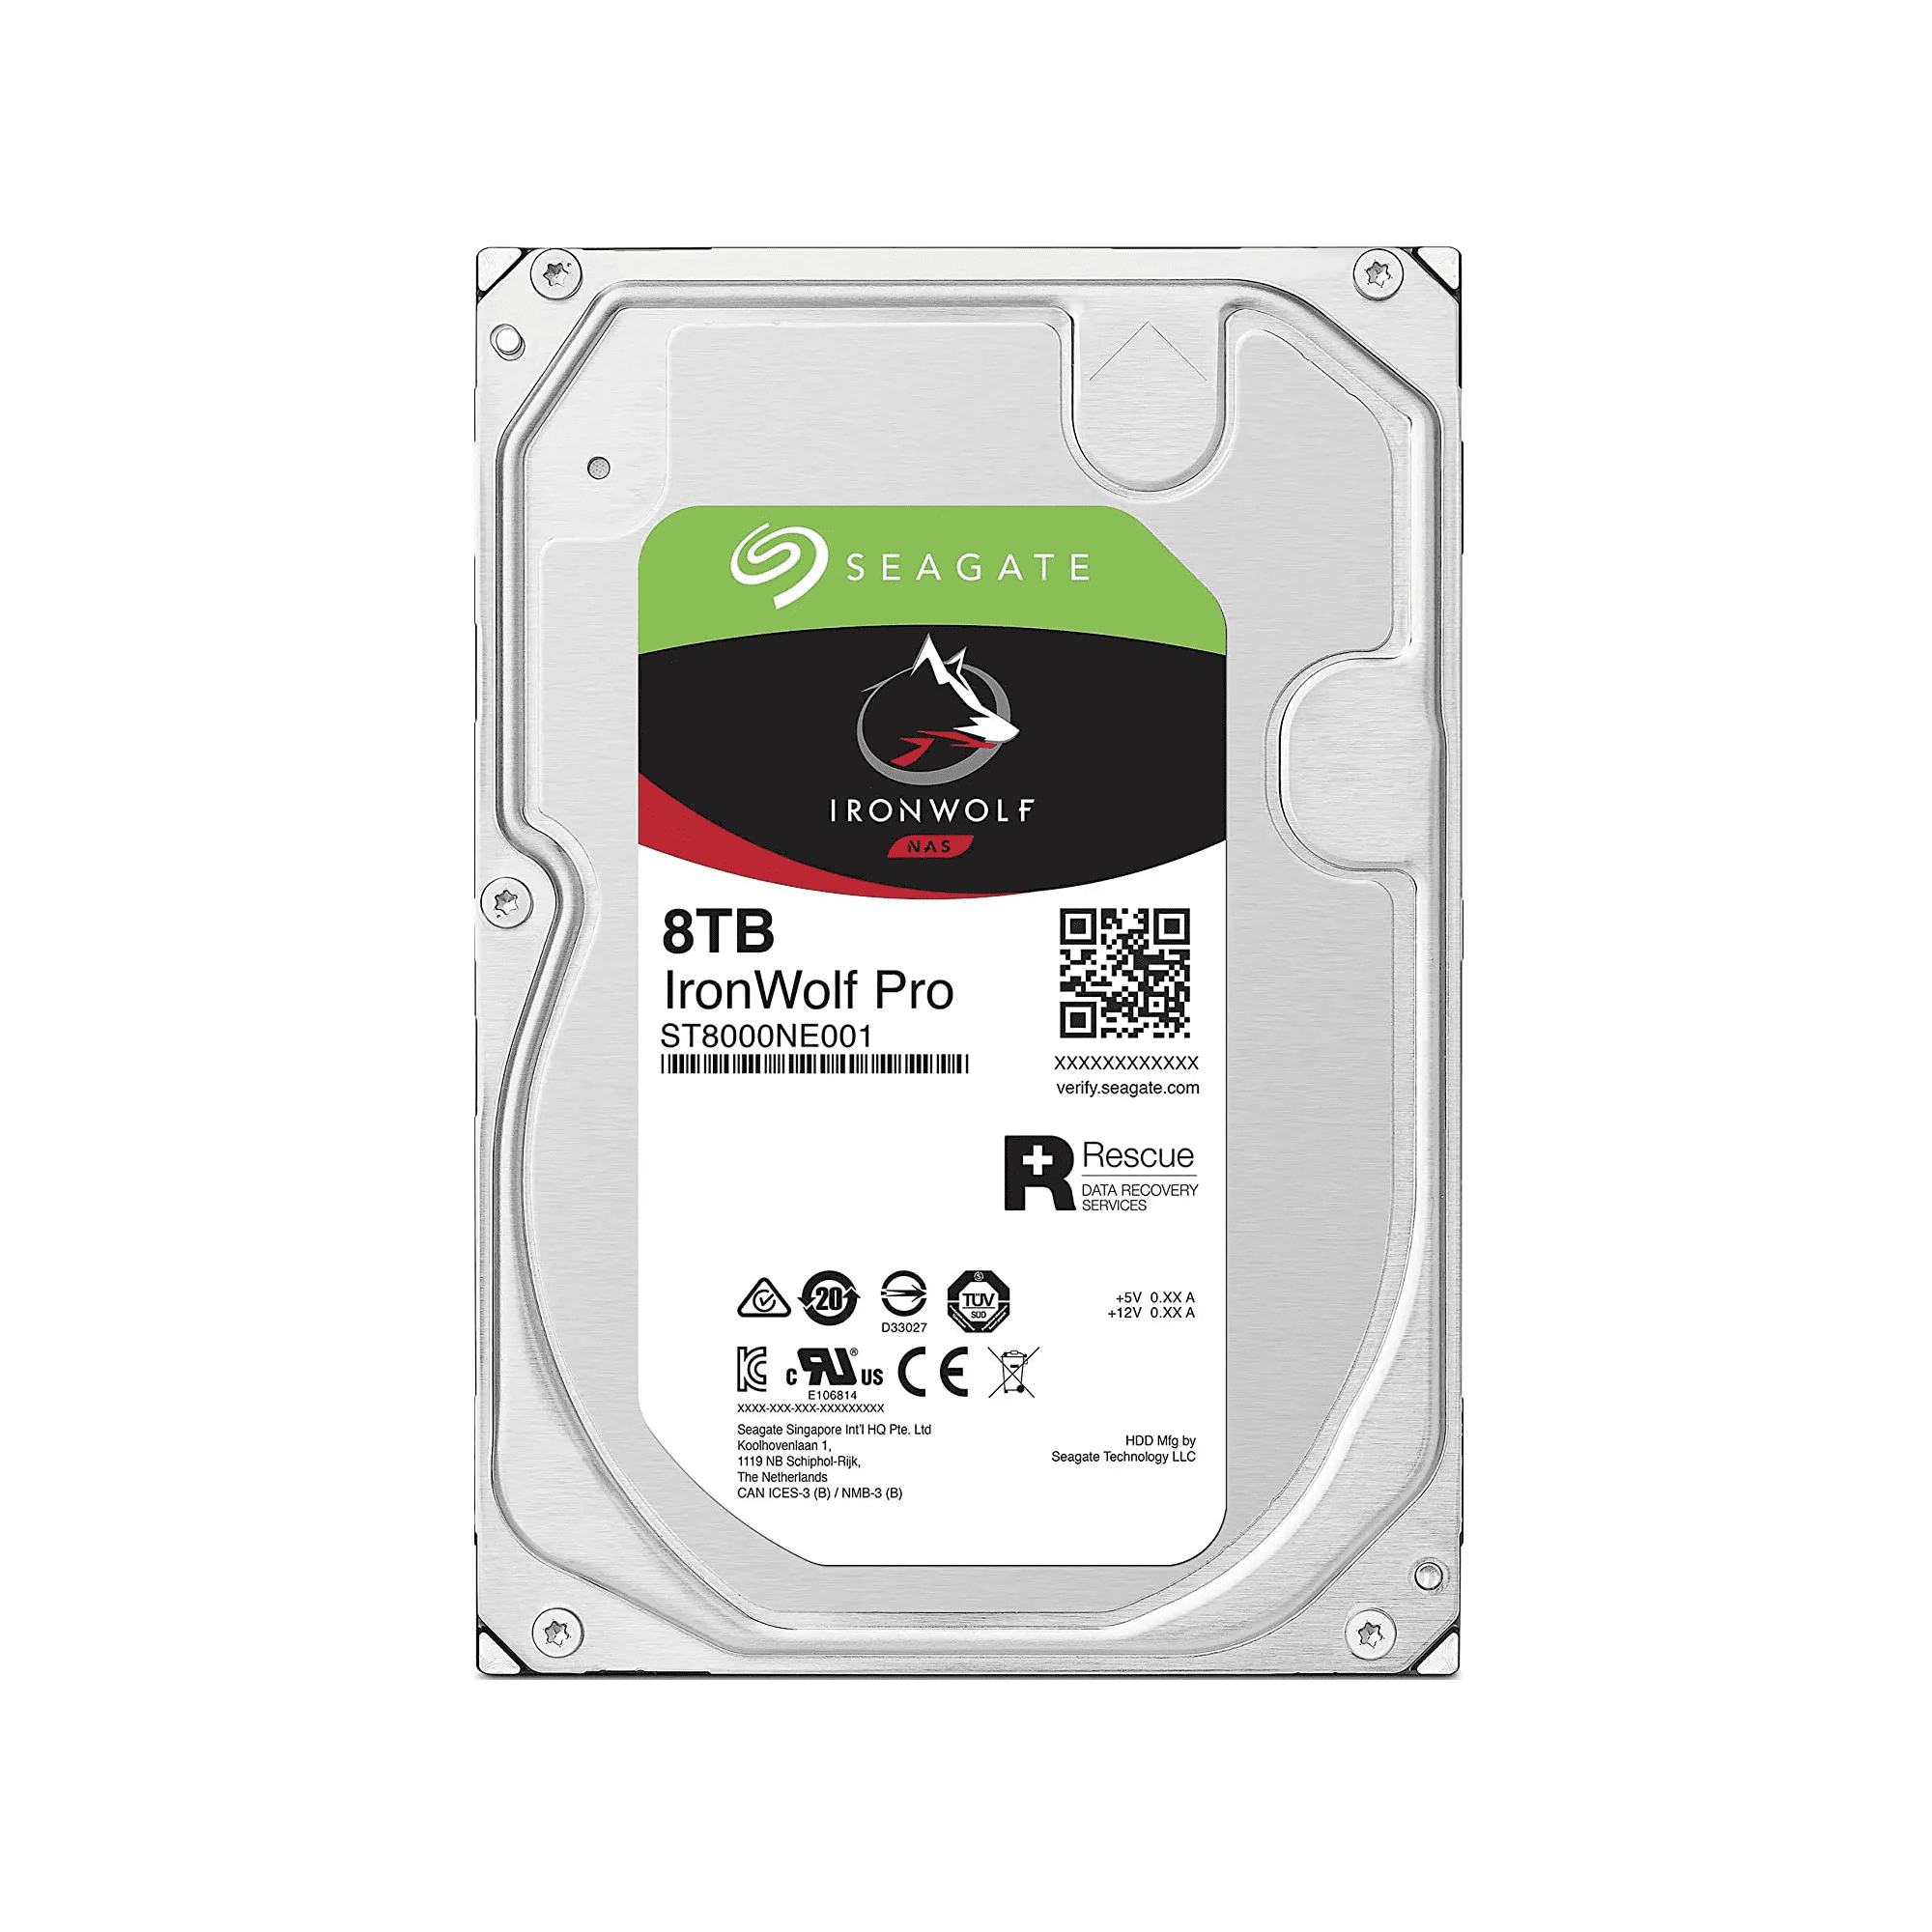 SEAGATE
IRONWOLF
NAS
8TB
IronWolf Pro
ST8000NE001
XXXXXXXXXXXX
verify.seagate.com
R Rescue
DATA RECOVERY
SERVICES
20
D33027
TÜV
SÜD
+5V 0.XX A
+12V 0.XX A
c RU® US
CE
E106814
XXXX-XXX-XXX-XXXXXXXXX
Seagate Singapore Int'l HQ Pte. Ltd
Koolhovenlaan 1,
1119 NB Schiphol-Rijk,
The Netherlands
CAN ICES-3 (B) / NMB-3 (B)
HDD Mfg by
Seagate Technology LLC